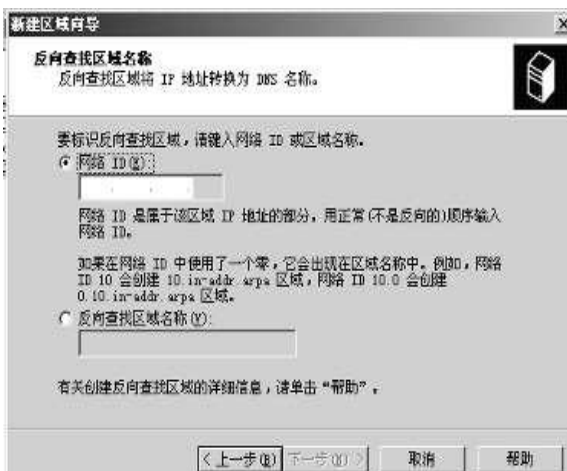 新建区域向导
反向查找区域名称
反向查找区域将 IP 地址转换为 DNS 名称。
要标识反向查找区域，请键入网络 ID 或区域名称。
网络 ID(E):
网络 ID 是属于该区域 IP 地址的部分。用正常(不是反向的)顺序输入
网络 ID。
如果在网络 ID 中使用了一个零，它会出现在区域名称中。例如，网络
ID 10 会创建 10.in-addr.arpa 区域，网络 ID 10.0 会创建
0.10.in-addr.arpa 区域。
反向查找区域名称(V):
有关创建反向查找区域的详细信息，请单击“帮助”。
< 上一步(B)
下一步(N) >
取消
帮助